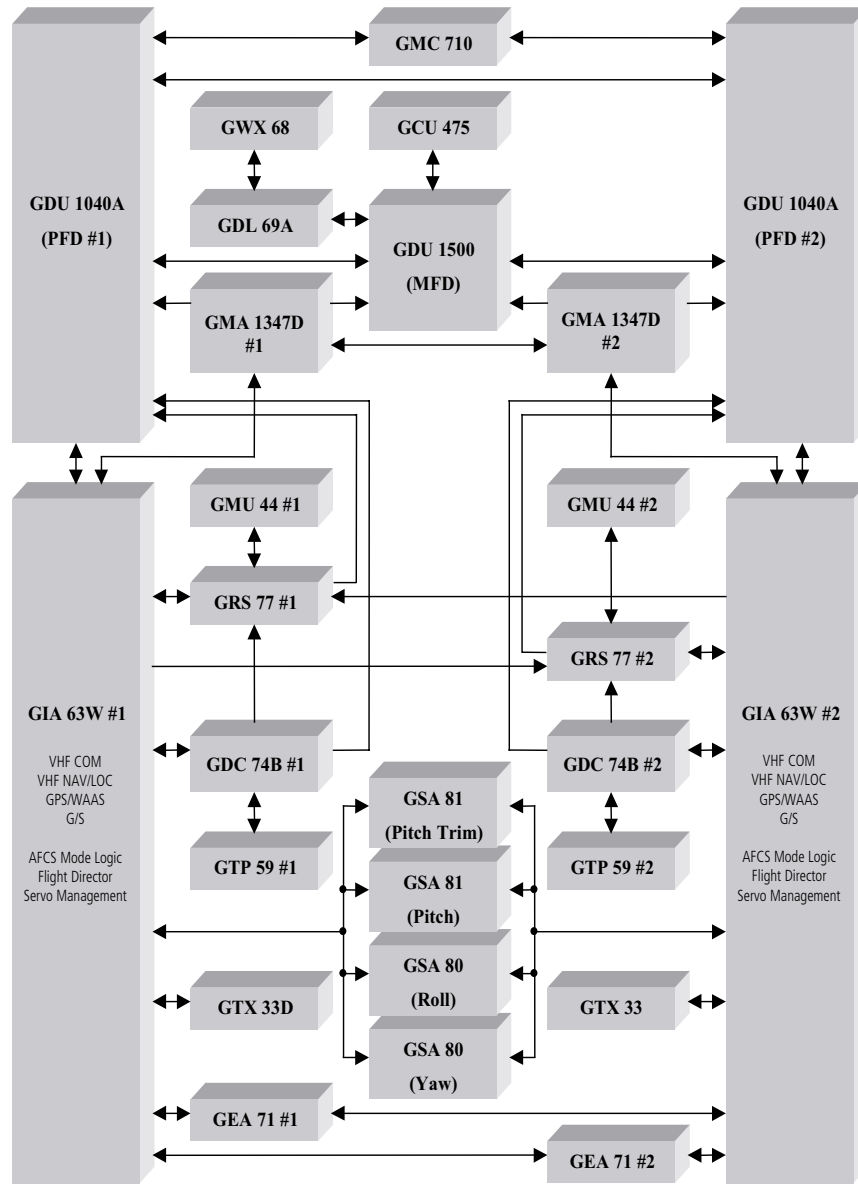 GMC 710
GWX 68
GCU 475
GDU 1040A
(PFD #1)
GDL 69A
GDU 1500
(MFD)
GDU 1040A
(PFD #2)
GMA 1347D
#1
GMA 1347D
#2
GMU 44 #1
GMU 44 #2
GRS 77 #1
GRS 77 #2
GIA 63W #1
VHF COM
VHF NAV/LOC
GPS/WAAS
G/S
AFCS Mode Logic
Flight Director
Servo Management
GDC 74B #1
GTP 59 #1
GSA 81
(Pitch Trim)
GSA 81
(Pitch)
GSA 80
(Roll)
GSA 80
(Yaw)
GDC 74B #2
GTP 59 #2
GIA 63W #2
VHF COM
VHF NAV/LOC
GPS/WAAS
G/S
AFCS Mode Logic
Flight Director
Servo Management
GTX 33D
GTX 33
GEA 71 #1
GEA 71 #2